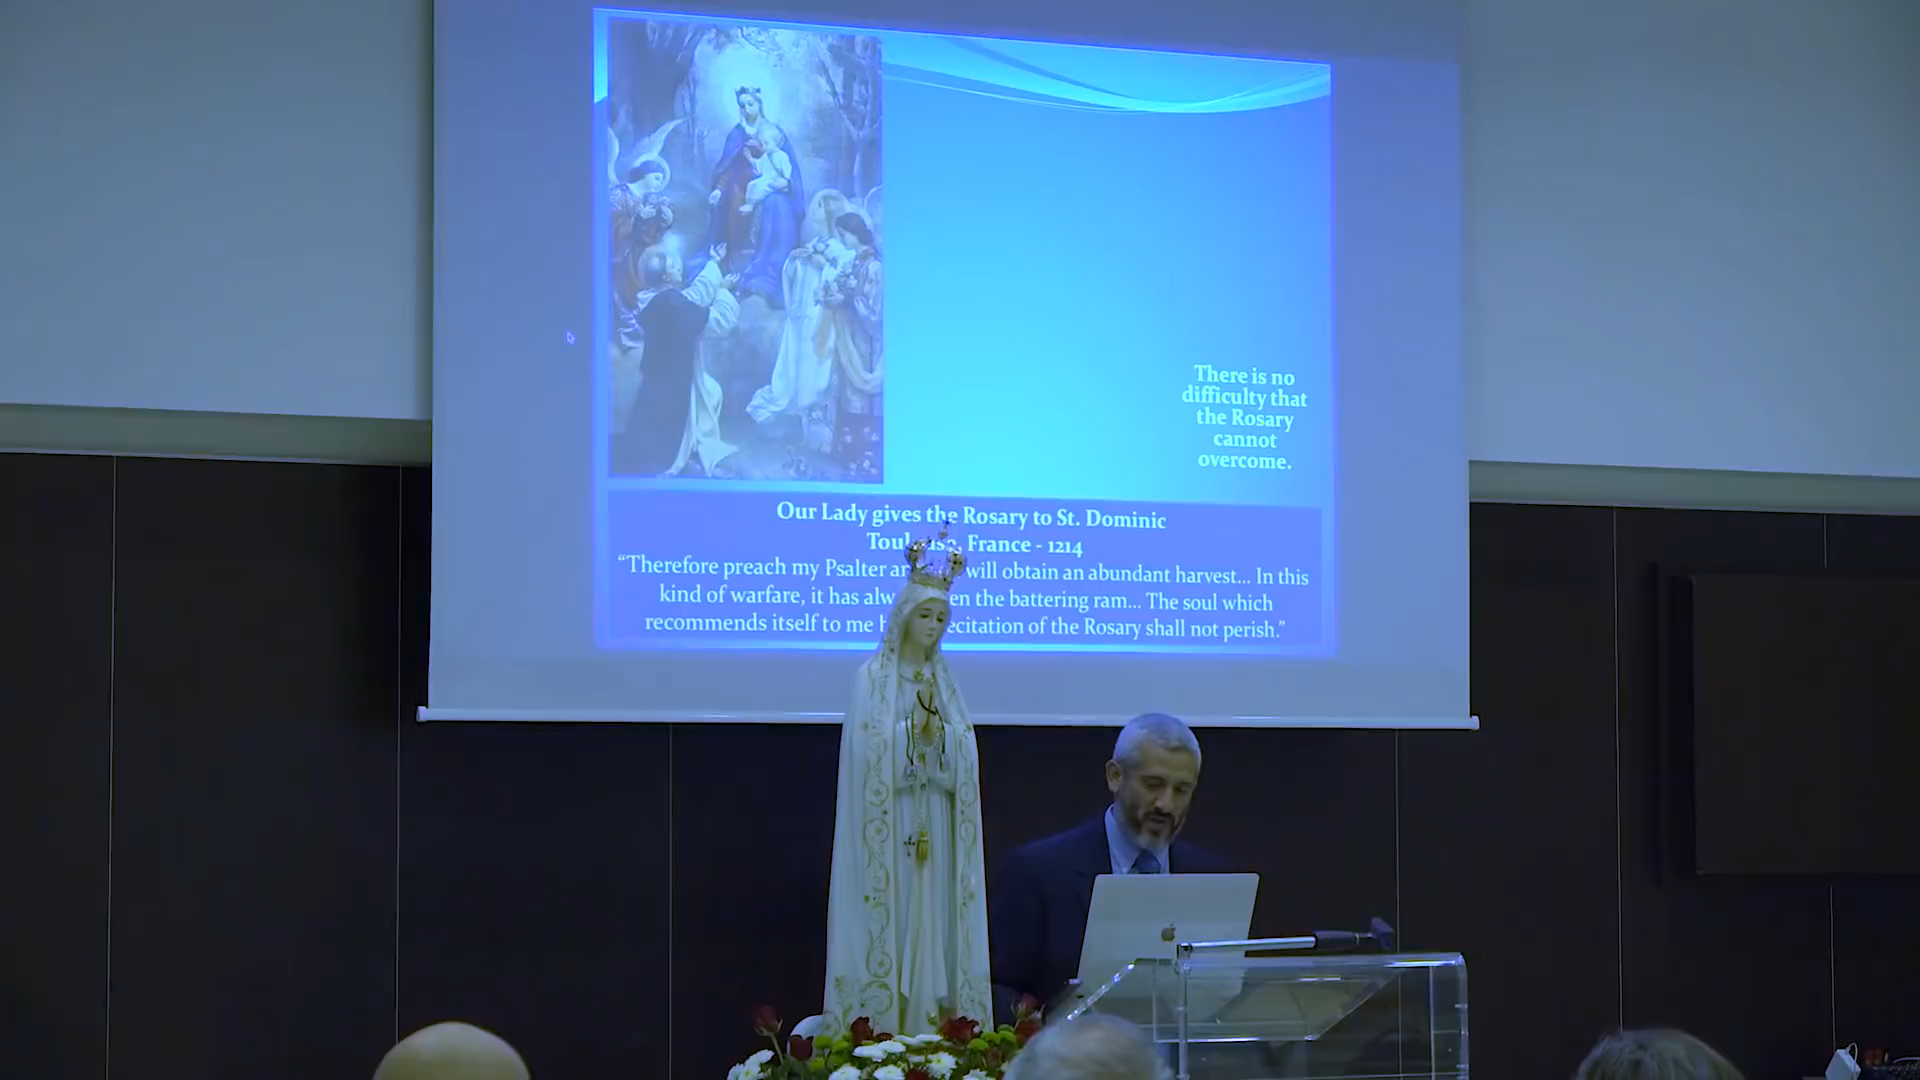 There is no
difficulty that
the Rosary
cannot
overcome.
Our Lady gives the Rosary to St. Dominic
France - 1214
“Therefore preach my Psalter will obtain an abundant harvest... In this
kind of warfare, it has the battering ram... The soul which
recommends itself to me of the Rosary shall not perish.”